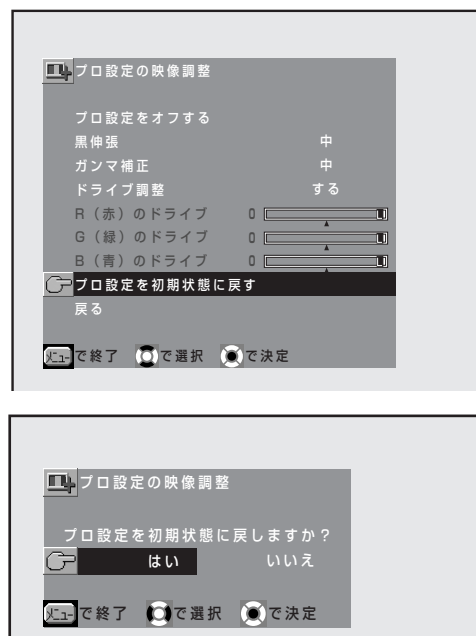 プロ設定の映像調整
プロ設定をオフする
黒伸張 中
ガンマ補正 中
ドライブ調整 する
R（赤）のドライブ 0
G（緑）のドライブ 0
B（青）のドライブ 0
プロ設定を初期状態に戻す
戻る
メニューで終了 で選択 で決定
プロ設定の映像調整
プロ設定を初期状態に戻しますか？
はい いいえ
メニューで終了 で選択 で決定